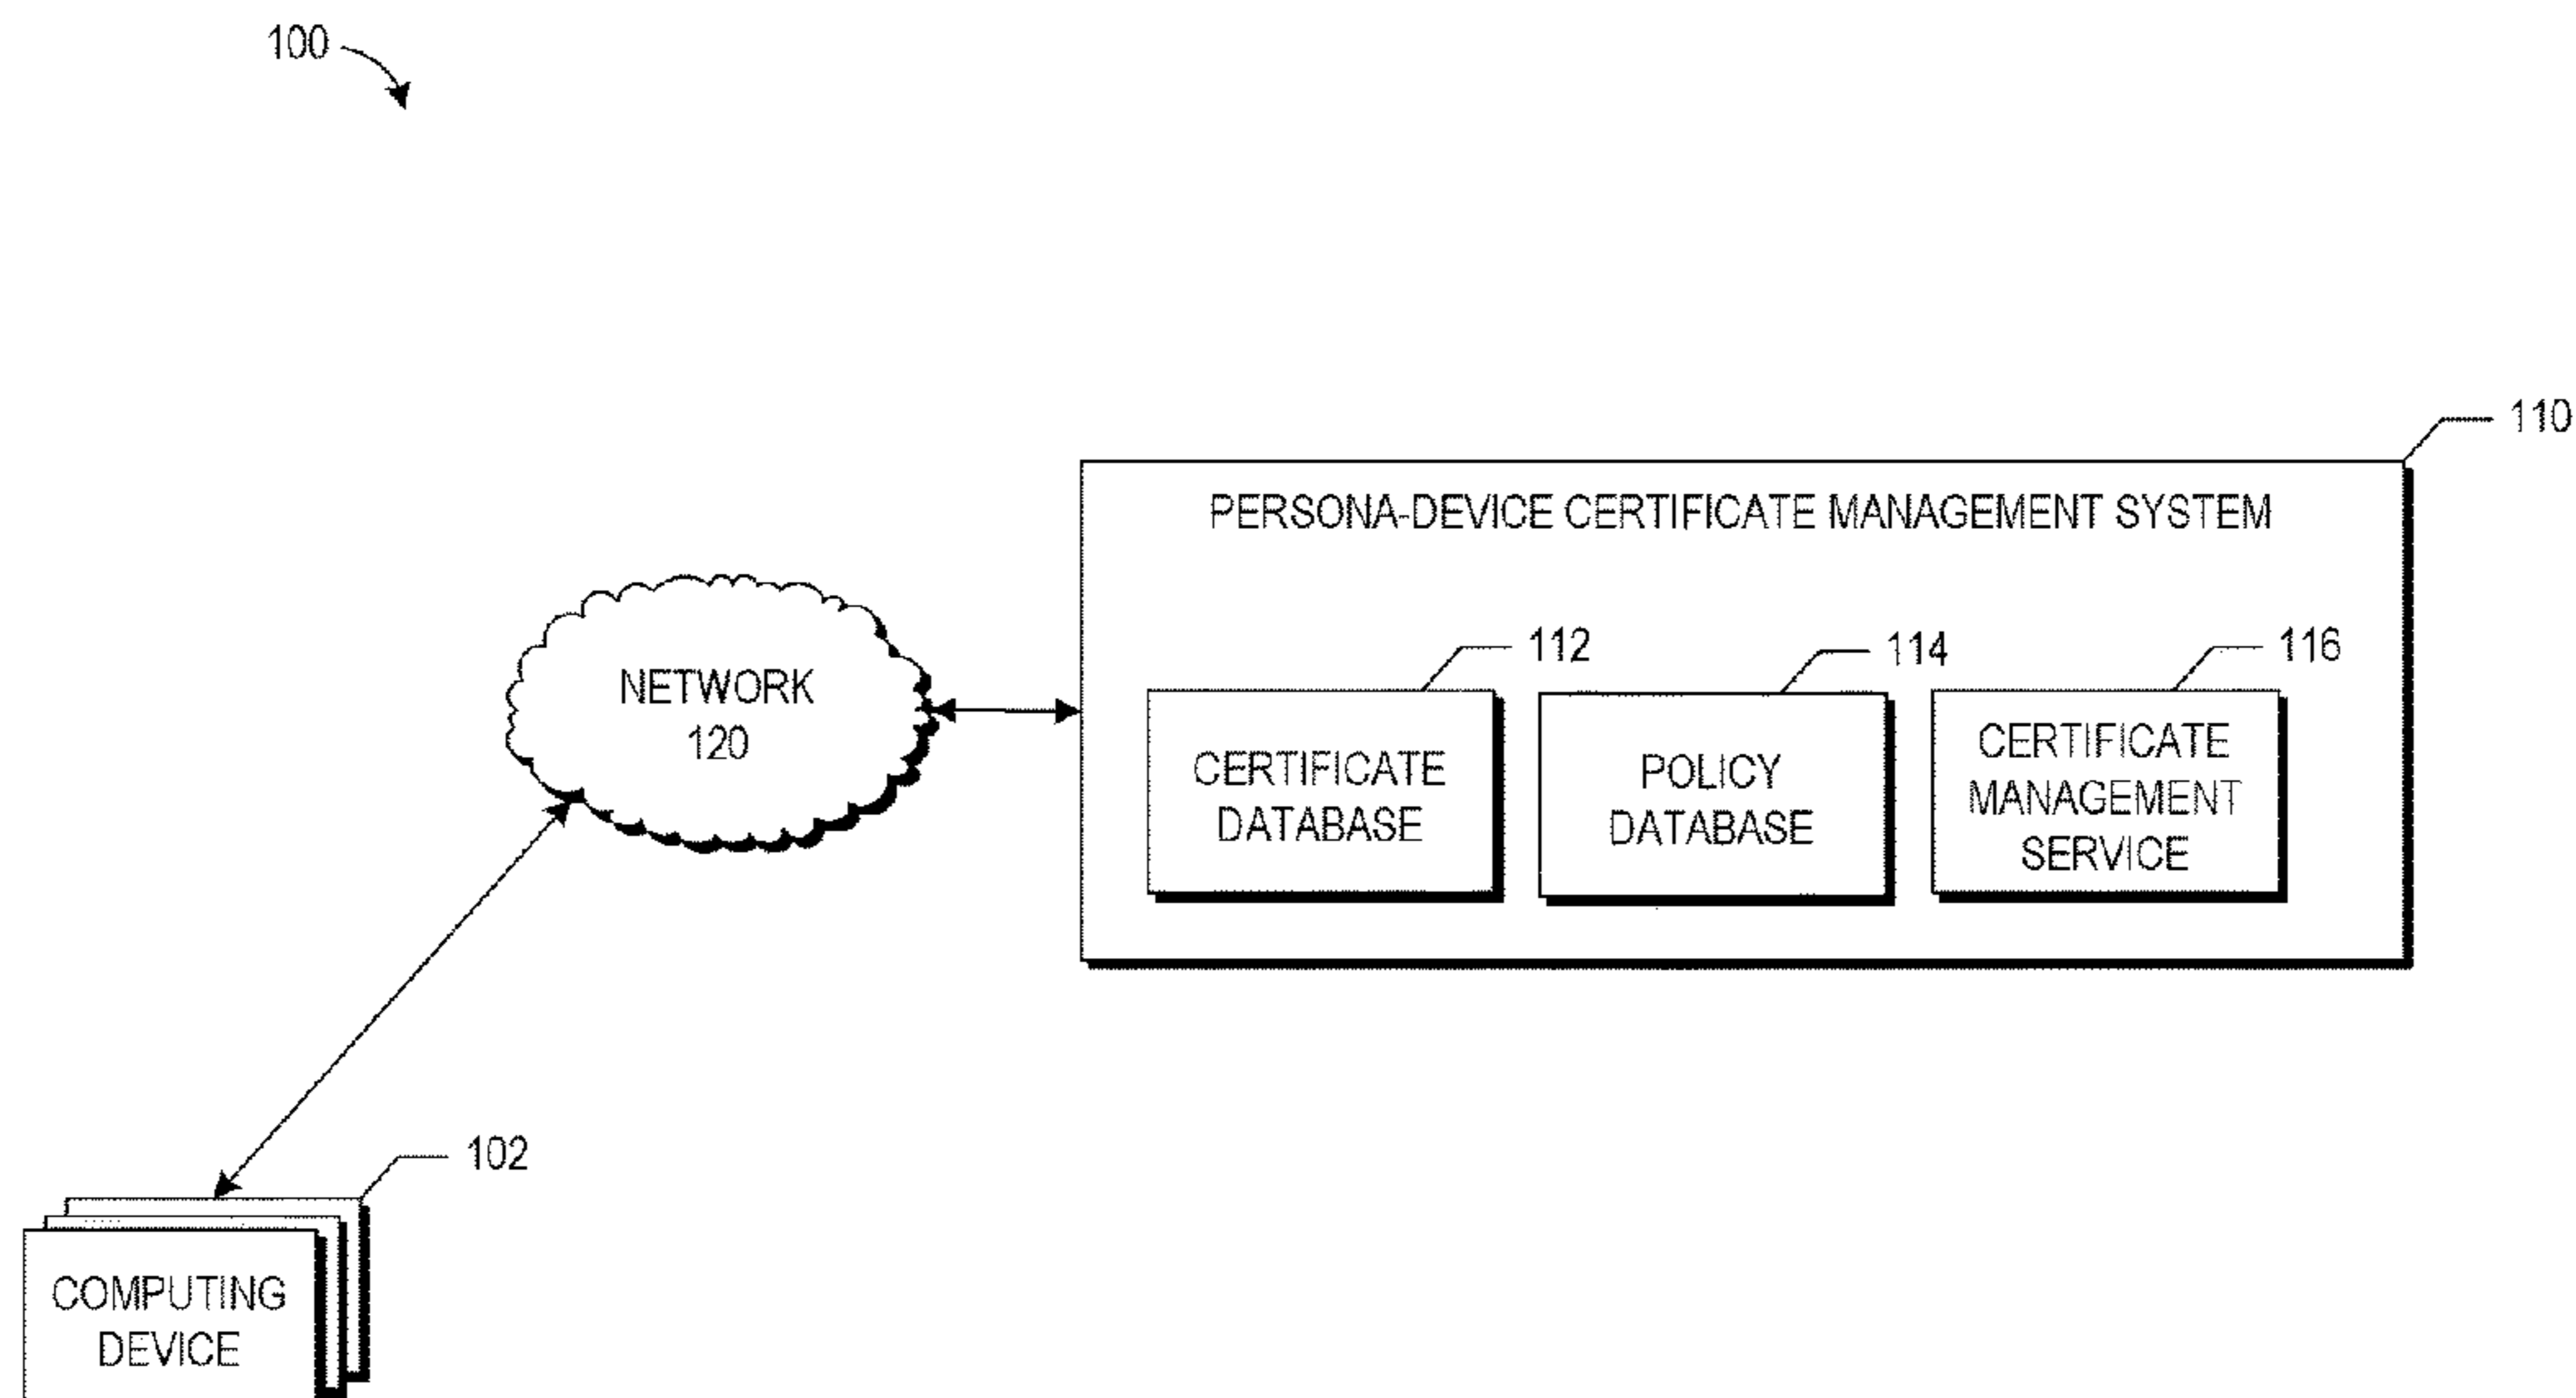 100
110
PERSONA-DEVICE CERTIFICATE MANAGEMENT SYSTEM
112
114
116
NETWORK
120
CERTIFICATE
DATABASE
POLICY
DATABASE
CERTIFICATE
MANAGEMENT
SERVICE
102
COMPUTING
DEVICE